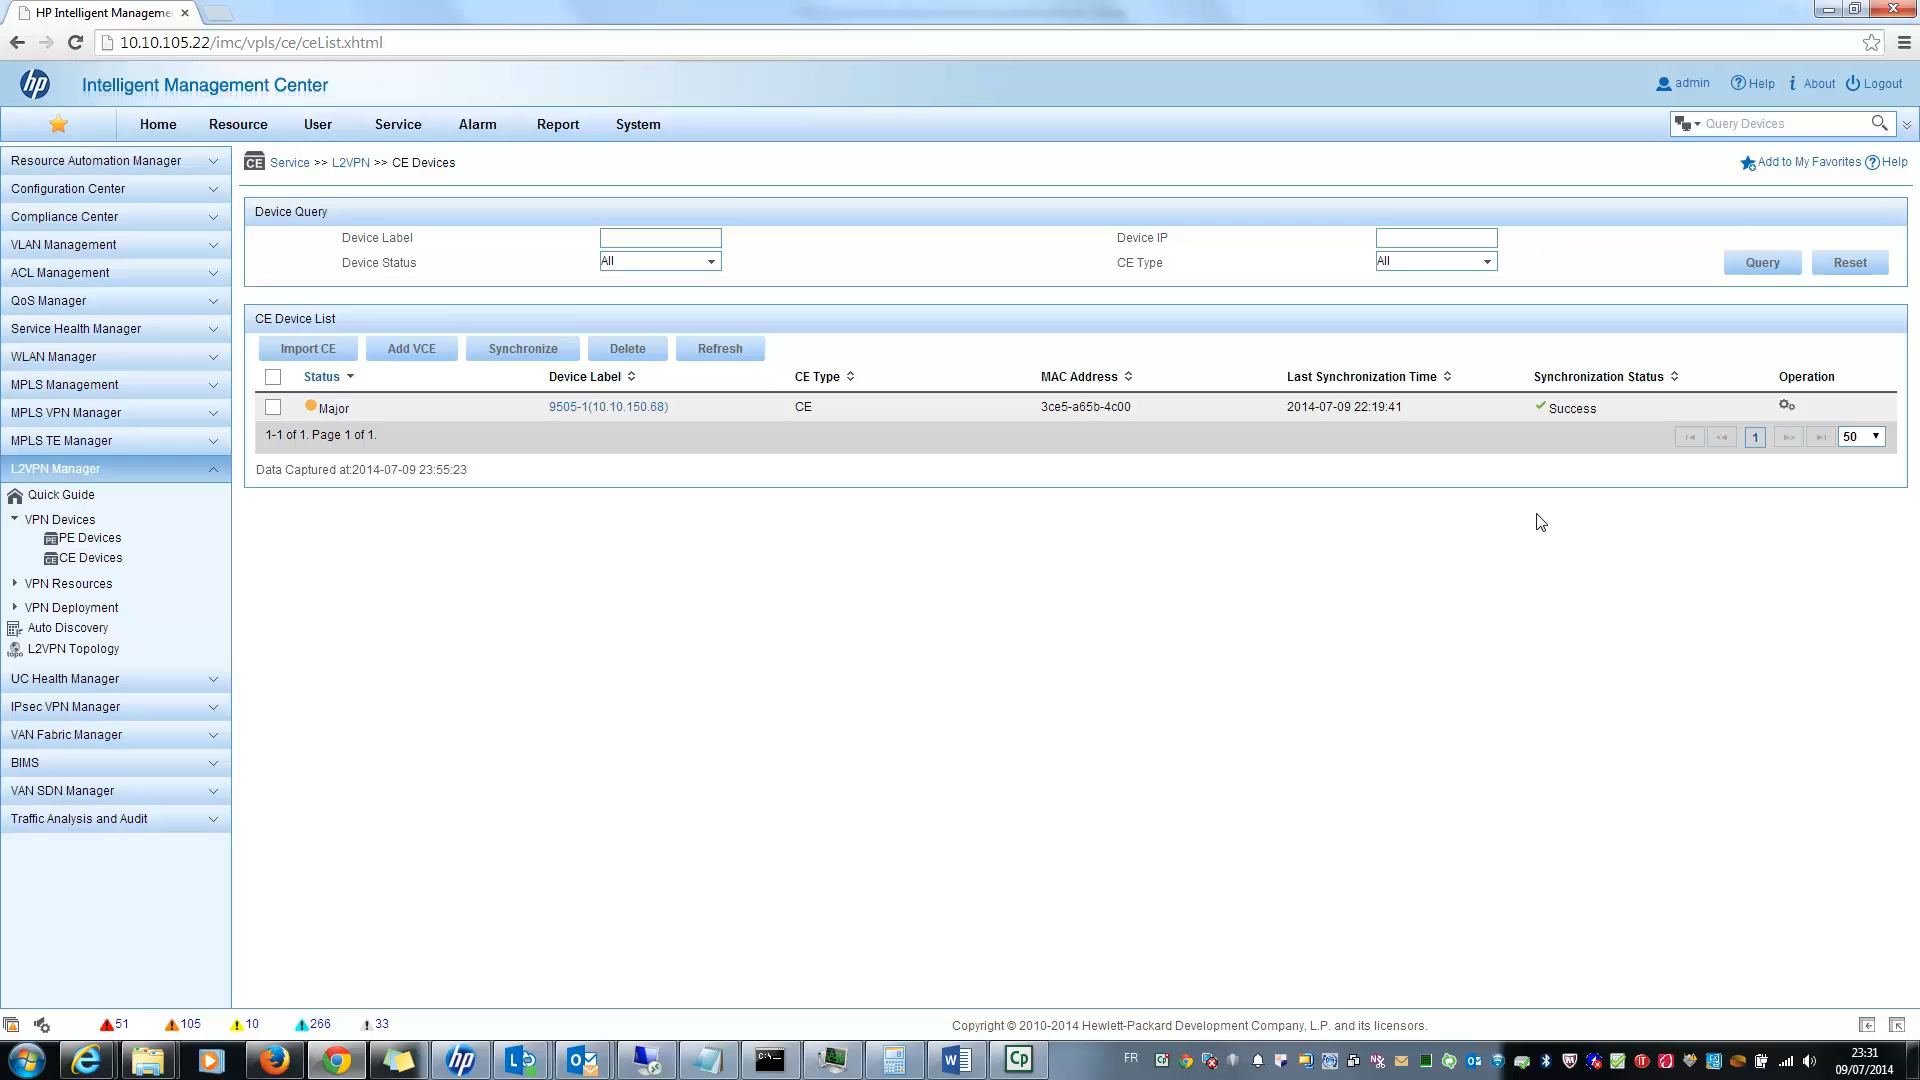 HP Intelligent Manageme
10.10.105.22/imc/vpls/ce/ceList.xhtml
hp Intelligent Management Center
admin Help About Logout
Home Resource User Service Alarm Report System
Query Devices
Resource Automation Manager
Configuration Center
Compliance Center
VLAN Management
ACL Management
QoS Manager
Service Health Manager
WLAN Manager
MPLS Management
MPLS VPN Manager
MPLS TE Manager
L2VPN Manager
Quick Guide
VPN Devices
PE PE Devices
CE CE Devices
VPN Resources
VPN Deployment
Auto Discovery
topo L2VPN Topology
UC Health Manager
IPsec VPN Manager
VAN Fabric Manager
BIMS
VAN SDN Manager
Traffic Analysis and Audit
CE Service >> L2VPN >> CE Devices
Add to My Favorites Help
Device Query
Device Label Device IP
Device Status All CE Type All Query Reset
CE Device List
Import CE Add VCE Synchronize Delete Refresh
Status Device Label CE Type MAC Address Last Synchronization Time Synchronization Status Operation
Major 9505-1(10.10.150.68) CE 3ce5-a65b-4c00 2014-07-09 22:19:41 Success
1-1 of 1. Page 1 of 1. 1 50
Data Captured at:2014-07-09 23:55:23
51 105 10 266 33
Copyright © 2010-2014 Hewlett-Packard Development Company, L.P. and its licensors.
FR
23:31
09/07/2014